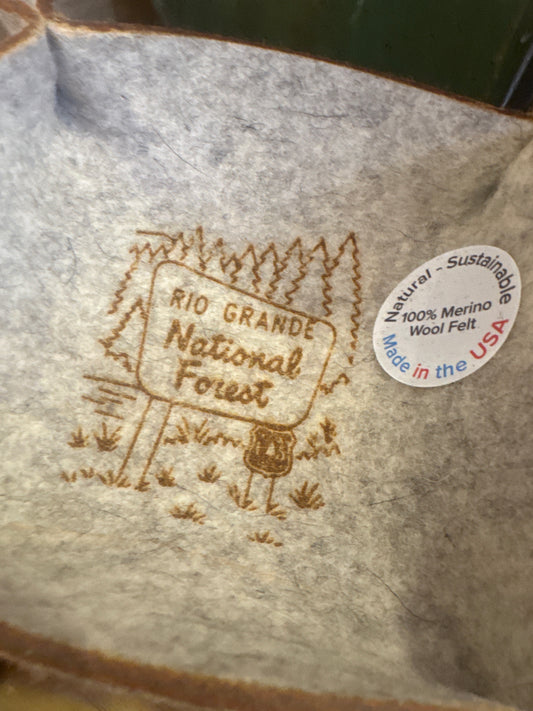 RIO GRANDE
National
Forest
Natural - Sustainable
100% Merino
Wool Felt
Made in the USA